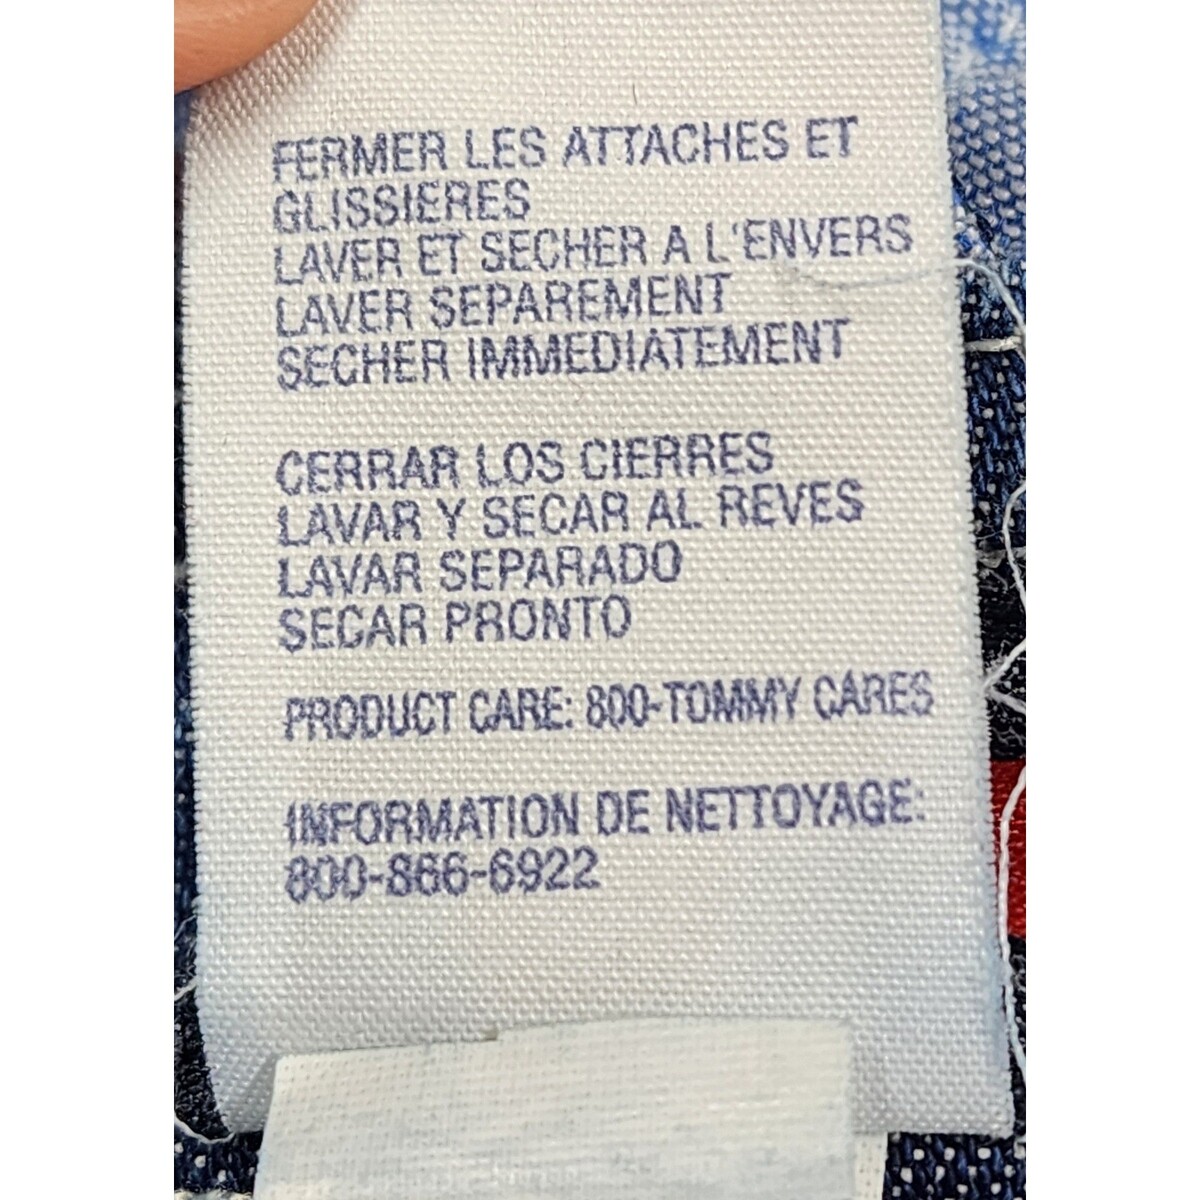 FERMER LES ATTACHES ET
GLISSIERES
LAVER ET SECHER A L'ENVERS
LAVER SEPAREMENT
SECHER IMMEDIATEMENT
CERRAR LOS CIERRES
LAVAR Y SECAR AL REVES
LAVAR SEPARADO
SECAR PRONTO
PRODUCT CARE: 800-TOMMY CARES
INFORMATION DE NETTOYAGE:
800-866-6922